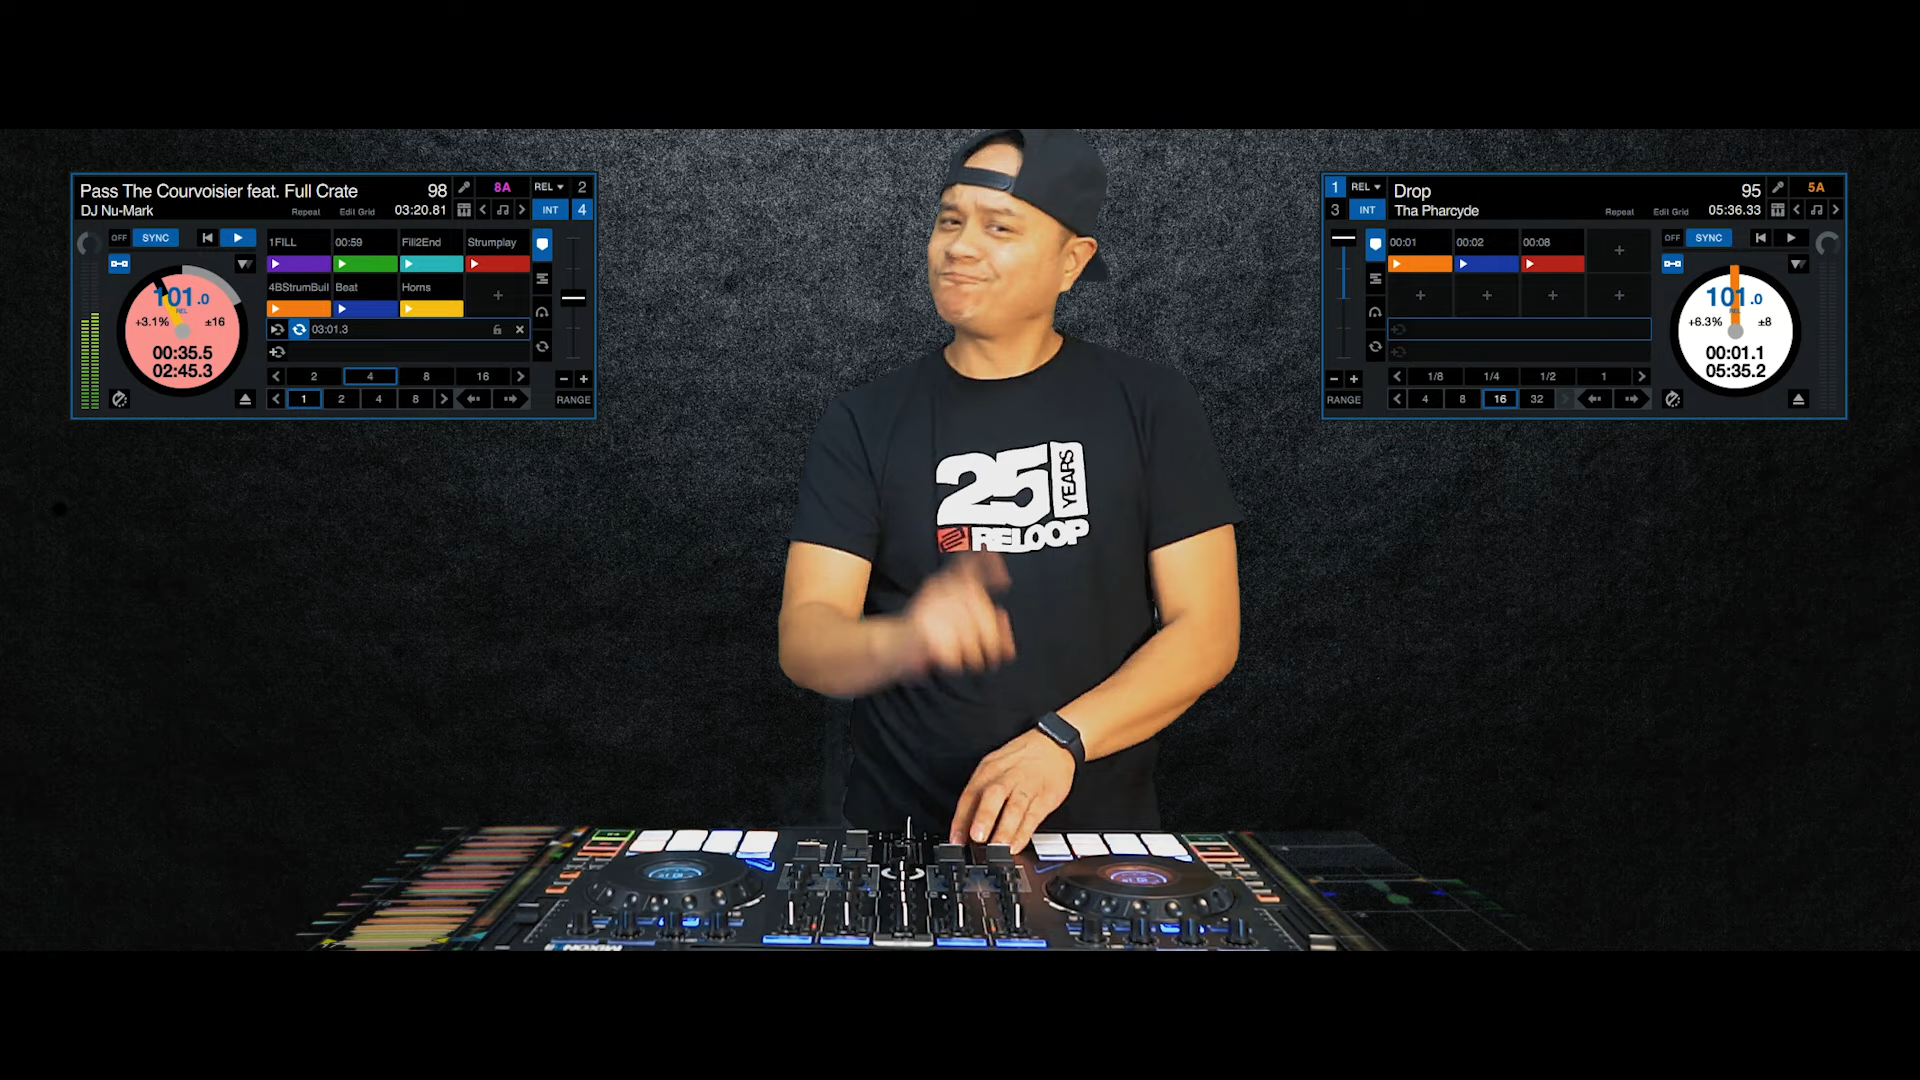 Pass The Courvoisier feat. Full Crate 98 8A REL 2
DJ Nu-Mark Repeat Edit Grid 03:20.81 INT 4
OFF SYNC
1FILL 00:59 Fill2End Strumplay
4BStrumBuil Beat Horns
101.0
REL
+3.1% ±16
00:35.5
02:45.3
03:01.3
2 4 8 16
1 2 4 8
RANGE
1 REL Drop 95 5A
3 INT Tha Pharcyde Repeat Edit Grid 05:36.33
00:01 00:02 00:08
OFF SYNC
101.0
+6.3% ±8
00:01.1
05:35.2
1/8 1/4 1/2 1
RANGE
4 8 16 32
25 YEARS
RELOOP
MIXON